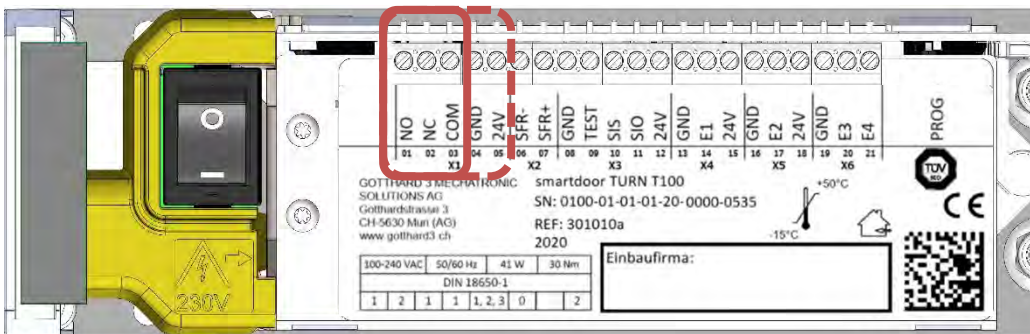 NO NC COM GND 24V SFR- SFR+ GND TEST SIS SIO 24V GND E1 24V GND E2 24V GND E3 E4 PROG
01 02 03 04 05 06 07 08 09 10 11 12 13 14 15 16 17 18 19 20 21
X1 X2 X3 X4 X5 X6
GOTTHARD 3 MECHATRONIC
SOLUTIONS AG
Gotthardstrasse 3
CH-5630 Muri (AG)
www gotthard3 ch
smartdoor TURN T100
SN: 0100-01-01-01-20-0000-0535
REF: 301010a
2020
+50°C
-15°C
TÜV
CE
100-240 VAC 50/60 Hz 41 W 30 Nm
DIN 18650-1
1 2 1 1 1, 2, 3 0 2
Einbaufirma:
230V